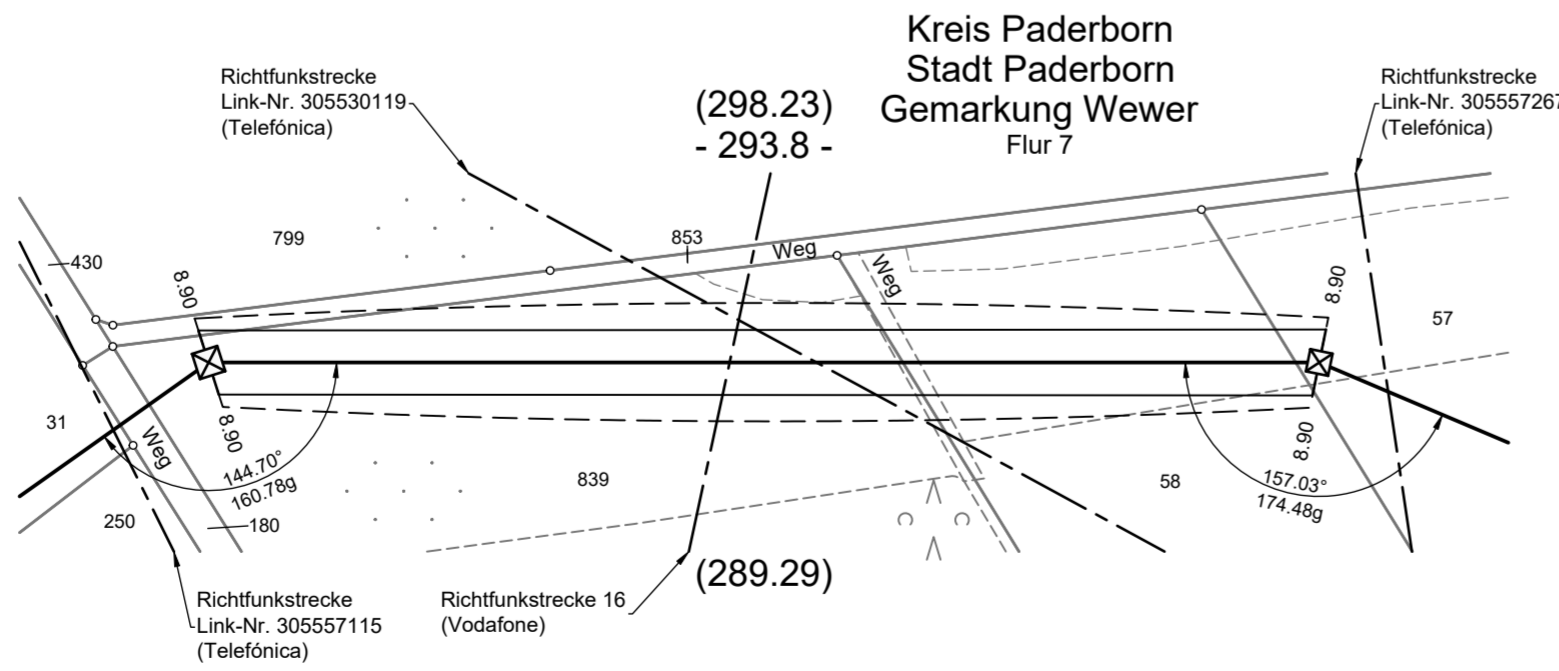 Kreis Paderborn
Stadt Paderborn
Gemarkung Wewer
Flur 7
Richtfunkstrecke
Link-Nr. 305530119
(Telefónica)
(298.23)
- 293.8 -
Richtfunkstrecke
Link-Nr. 305557267
(Telefónica)
430
799
853
Weg
Weg
8.90
8.90
57
31
Weg
8.90
144.70°
160.78g
839
58
8.90
157.03°
174.48g
250
180
(289.29)
Richtfunkstrecke
Link-Nr. 305557115
(Telefónica)
Richtfunkstrecke 16
(Vodafone)